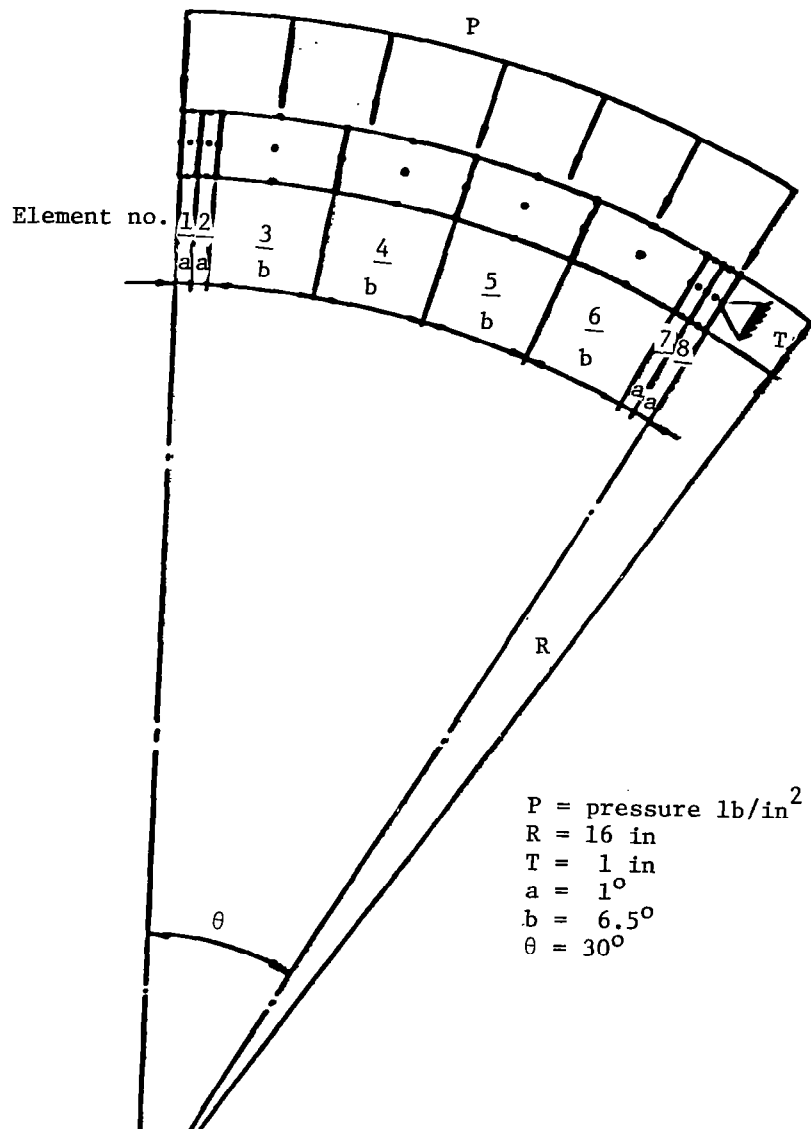 P
Element no.
1 2 3 4 5 6 7 8
a a b b b b a a
T
R
θ
P = pressure lb/in²
R = 16 in
T = 1 in
a = 1°
b = 6.5°
θ = 30°